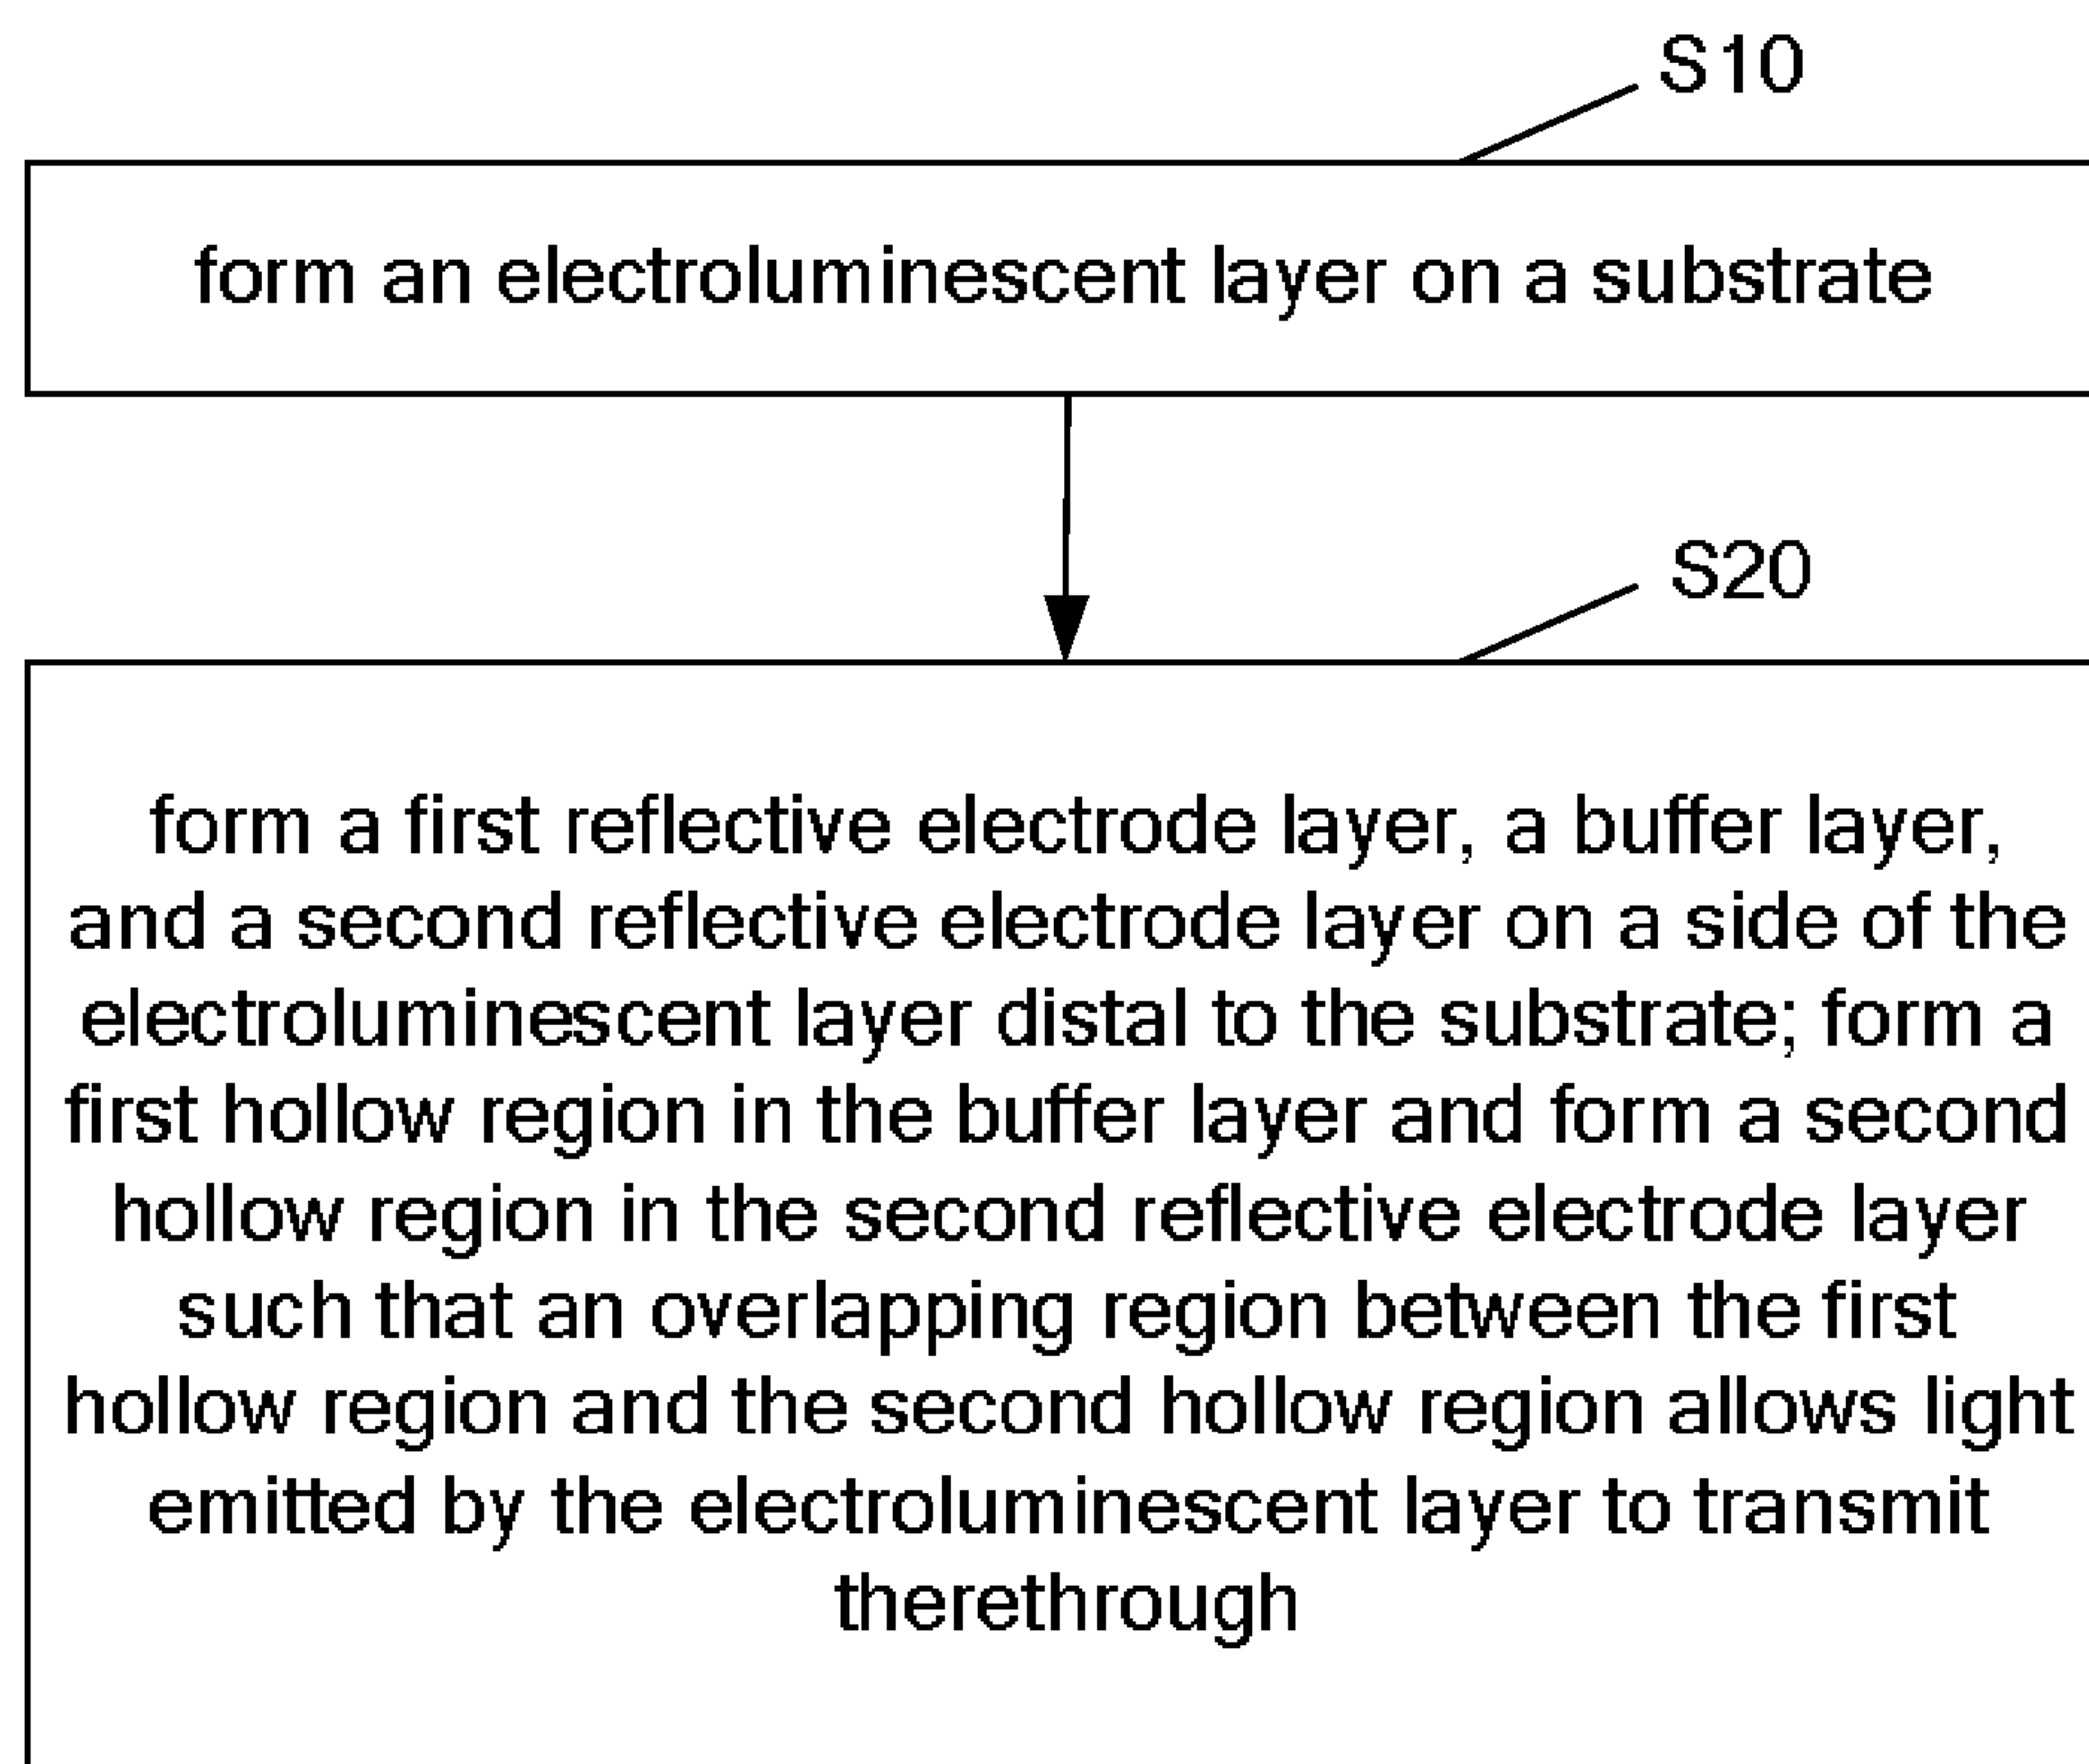 S10
form an electroluminescent layer on a substrate
S20
form a first reflective electrode layer, a buffer layer,
and a second reflective electrode layer on a side of the
electroluminescent layer distal to the substrate; form a
first hollow region in the buffer layer and form a second
hollow region in the second reflective electrode layer
such that an overlapping region between the first
hollow region and the second hollow region allows light
emitted by the electroluminescent layer to transmit
therethrough